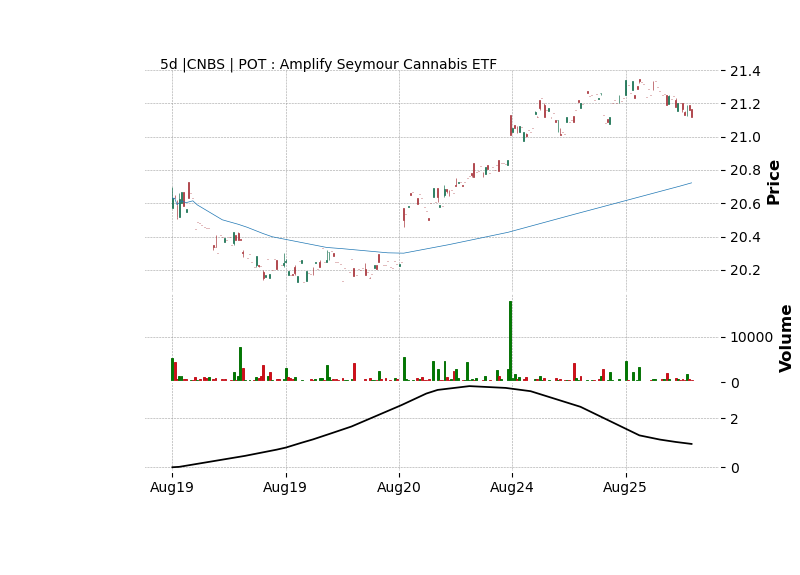 5d |CNBS | POT : Amplify Seymour Cannabis ETF
21.4
21.2
21.0
20.8
20.6
20.4
20.2
Price
10000
0
Volume
2
0
Aug19 Aug19 Aug20 Aug24 Aug25